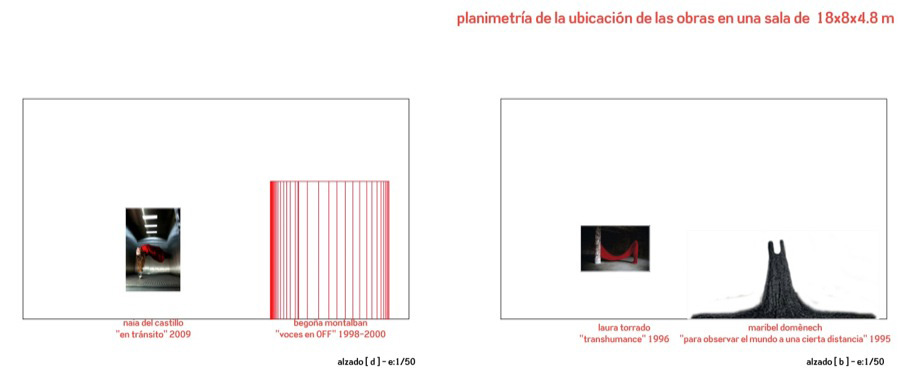 planimetría de la ubicación de las obras en una sala de 18x8x4.8 m
naia del castillo
"en tránsito" 2009
begoña montalban
"voces en OFF" 1998-2000
alzado [ d ] - e:1/50
laura torrado
"transhumance" 1996
maribel domènech
"para observar el mundo a una cierta distancia" 1995
alzado [ b ] - e:1/50